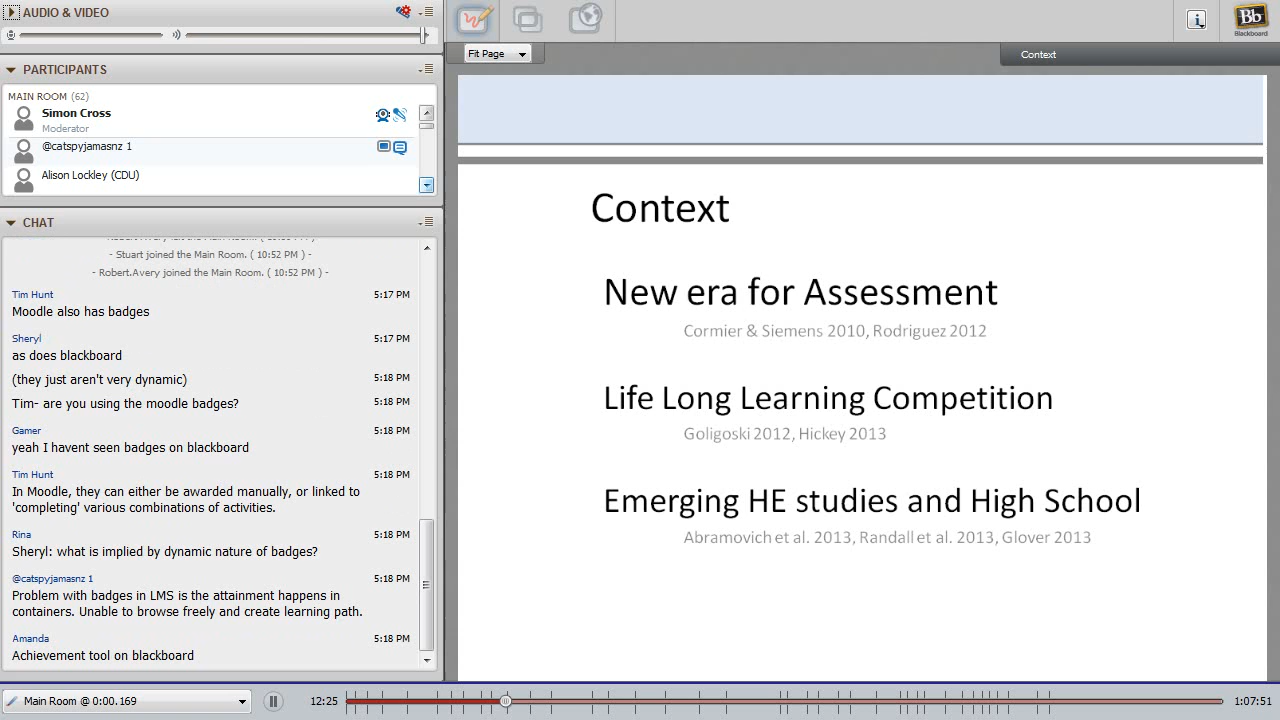 AUDIO & VIDEO
PARTICIPANTS
MAIN ROOM (62)
Simon Cross
Moderator
@catspyjamasnz 1
Alison Lockley (CDU)
CHAT
- Stuart joined the Main Room. ( 10:52 PM ) -
- Robert.Avery joined the Main Room. ( 10:52 PM ) -
Tim Hunt 5:17 PM
Moodle also has badges
Sheryl 5:17 PM
as does blackboard
(they just aren't very dynamic) 5:18 PM
Tim- are you using the moodle badges? 5:18 PM
Gamer 5:18 PM
yeah I havent seen badges on blackboard
Tim Hunt 5:18 PM
In Moodle, they can either be awarded manually, or linked to
'completing' various combinations of activities.
Rina 5:18 PM
Sheryl: what is implied by dynamic nature of badges?
@catspyjamasnz 1 5:18 PM
Problem with badges in LMS is the attainment happens in
containers. Unable to browse freely and create learning path.
Amanda 5:18 PM
Achievement tool on blackboard
Main Room @ 0:00.169
12:25
1:07:51
Fit Page
Context
Bb
Blackboard
Context
New era for Assessment
Cormier & Siemens 2010, Rodriguez 2012
Life Long Learning Competition
Goligoski 2012, Hickey 2013
Emerging HE studies and High School
Abramovich et al. 2013, Randall et al. 2013, Glover 2013